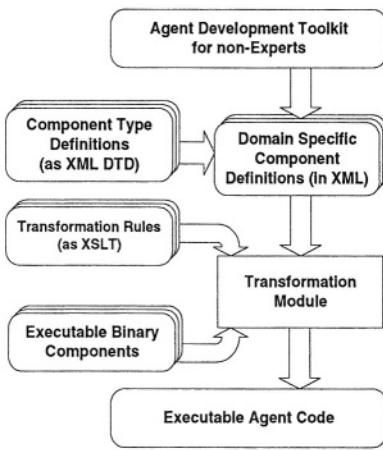 Agent Development Toolkit
for non-Experts
Component Type
Definitions
(as XML DTD)
Domain Specific
Component
Definitions (in XML)
Transformation Rules
(as XSLT)
Transformation
Module
Executable Binary
Components
Executable Agent Code